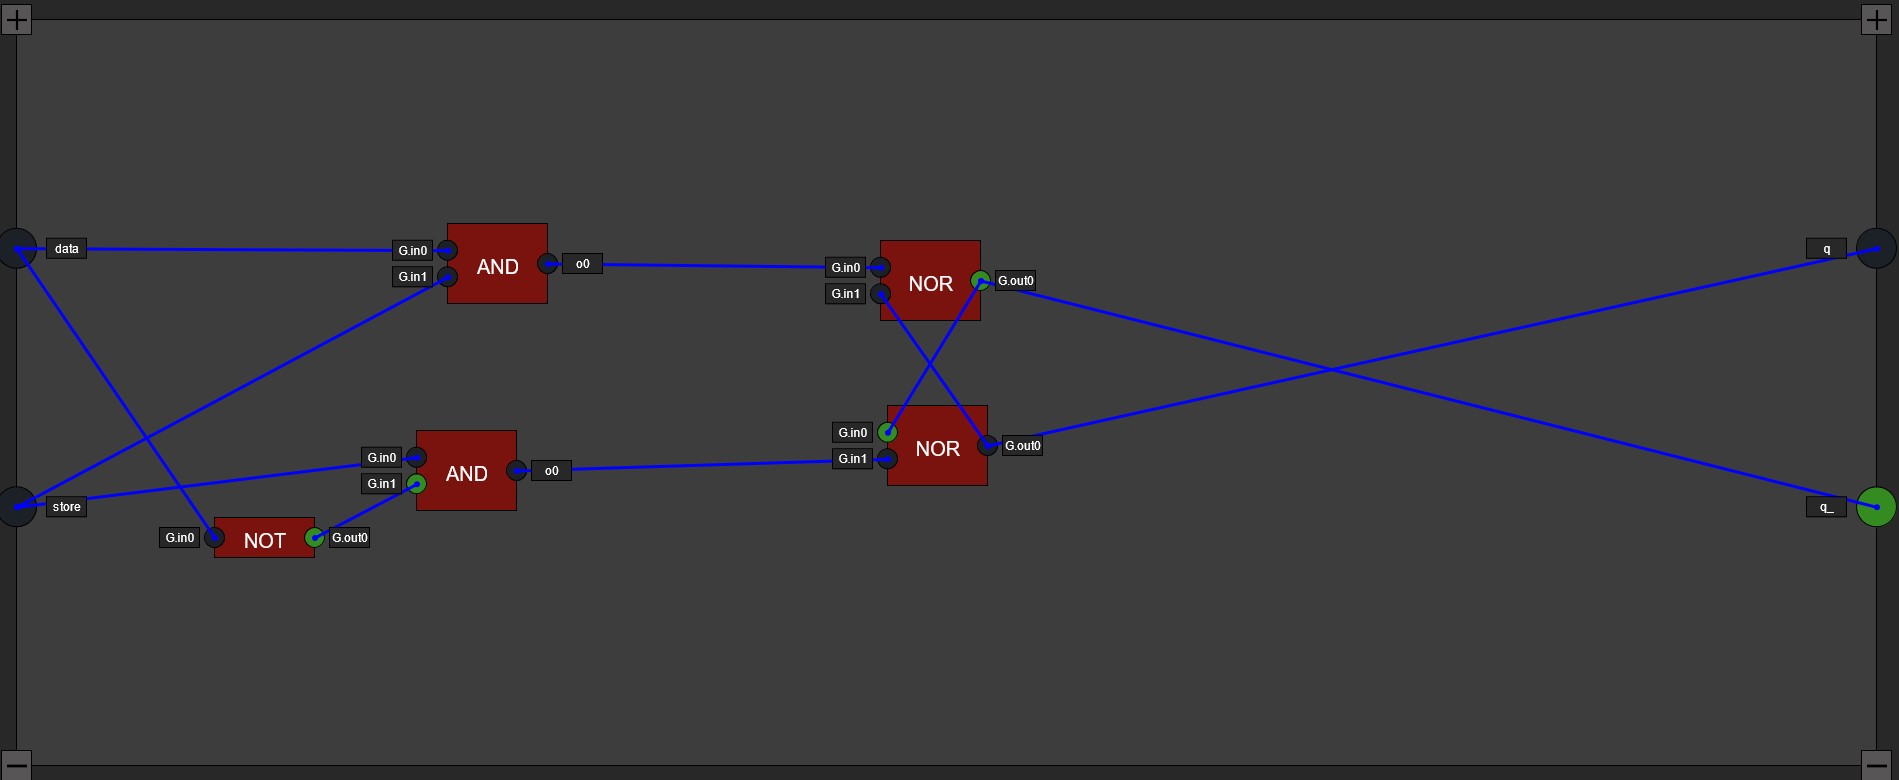 data
G.in0
G.in1
AND
o0
G.in0
G.in1
NOR
G.out0
q
store
G.in0
G.in1
AND
o0
G.in0
G.in1
NOR
G.out0
q_
G.in0
NOT
G.out0